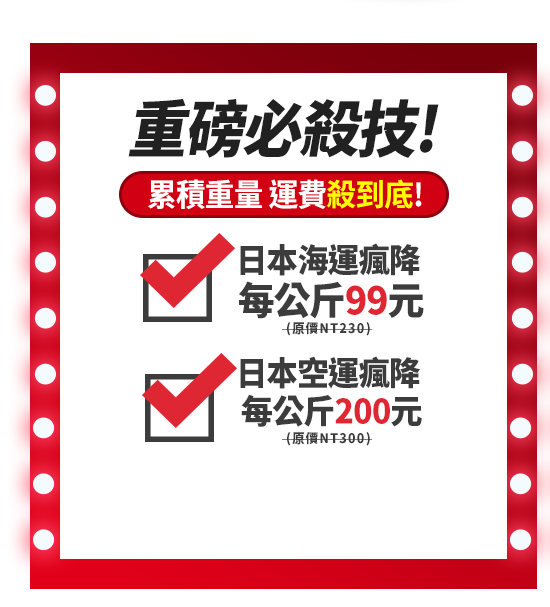 重磅必殺技!
累積重量 運費殺到底!
日本海運瘋降
每公斤99元
(原價NT230)
日本空運瘋降
每公斤200元
(原價NT300)